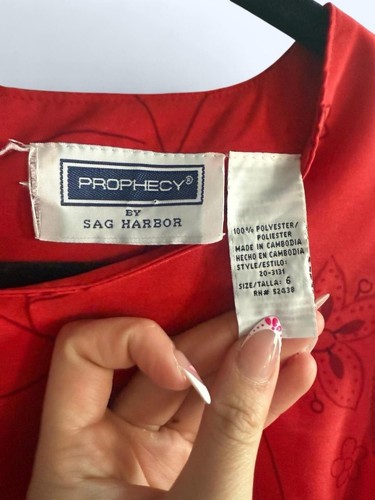 PROPHECY®
BY
SAG HARBOR
100% POLYESTER/
POLIESTER
MADE IN CAMBODIA
HECHO EN CAMBODIA
STYLE/ESTILO:
20-3131
SIZE/TALLA: 6
RN# 52438